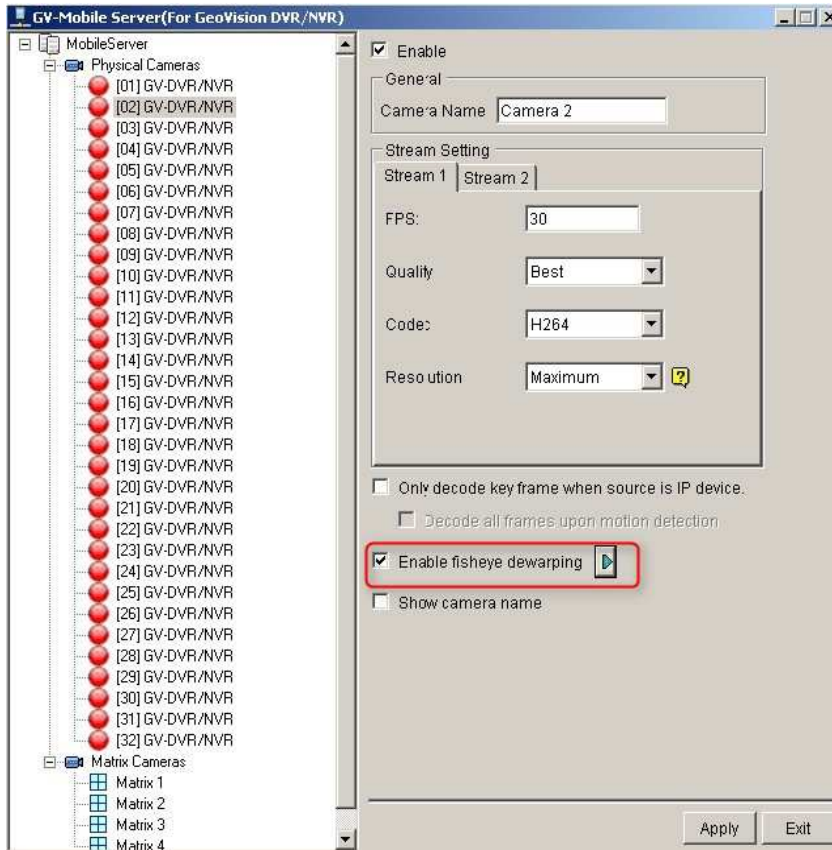 GV-Mobile Server(For GeoVision DVR/NVR)
MobileServer
Physical Cameras
[01] GV-DVR/NVR
[02] GV-DVR/NVR
[03] GV-DVR/NVR
[04] GV-DVR/NVR
[05] GV-DVR/NVR
[06] GV-DVR/NVR
[07] GV-DVR/NVR
[08] GV-DVR/NVR
[09] GV-DVR/NVR
[10] GV-DVR/NVR
[11] GV-DVR/NVR
[12] GV-DVR/NVR
[13] GV-DVR/NVR
[14] GV-DVR/NVR
[15] GV-DVR/NVR
[16] GV-DVR/NVR
[17] GV-DVR/NVR
[18] GV-DVR/NVR
[19] GV-DVR/NVR
[20] GV-DVR/NVR
[21] GV-DVR/NVR
[22] GV-DVR/NVR
[23] GV-DVR/NVR
[24] GV-DVR/NVR
[25] GV-DVR/NVR
[26] GV-DVR/NVR
[27] GV-DVR/NVR
[28] GV-DVR/NVR
[29] GV-DVR/NVR
[30] GV-DVR/NVR
[31] GV-DVR/NVR
[32] GV-DVR/NVR
Matrix Cameras
Matrix 1
Matrix 2
Matrix 3
Matrix 4
Enable
General
Camera Name Camera 2
Stream Setting
Stream 1 Stream 2
FPS: 30
Quality Best
Codec H264
Resolution Maximum ?
Only decode key frame when source is IP device.
Decode all frames upon motion detection
Enable fisheye dewarping
Show camera name
Apply Exit